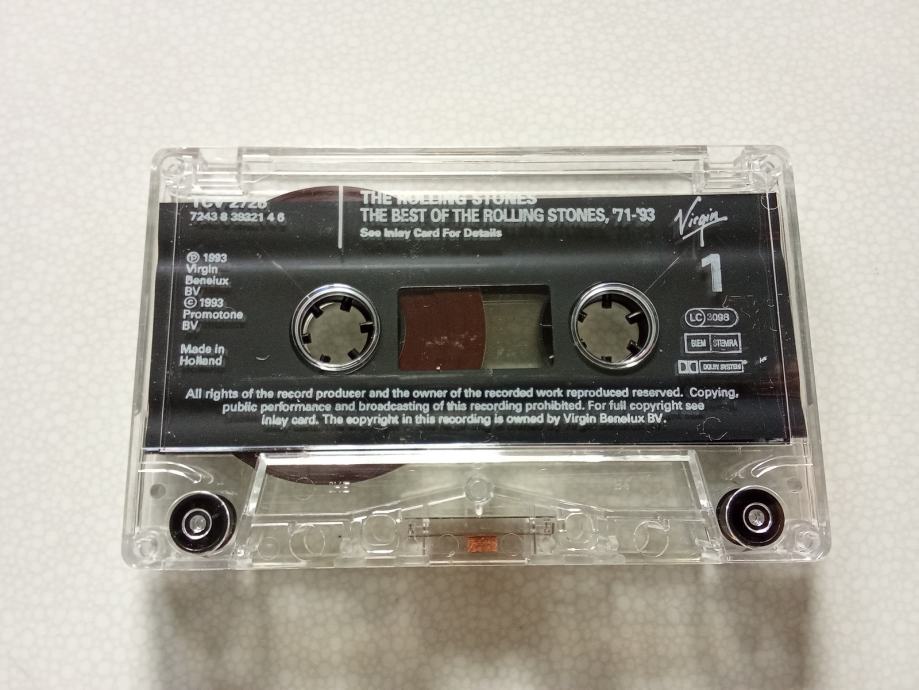 TCV 2726
7243 8 39321 4 6
THE ROLLING STONES
THE BEST OF THE ROLLING STONES, '71-'93
See Inlay Card For Details
Virgin
1
Ⓟ 1993
Virgin
Benelux
BV
© 1993
Promotone
BV
Made in
Holland
LC 3098
BIEM STEMRA
DOLBY SYSTEM
All rights of the record producer and the owner of the recorded work reproduced reserved. Copying,
public performance and broadcasting of this recording prohibited. For full copyright see
inlay card. The copyright in this recording is owned by Virgin Benelux BV.